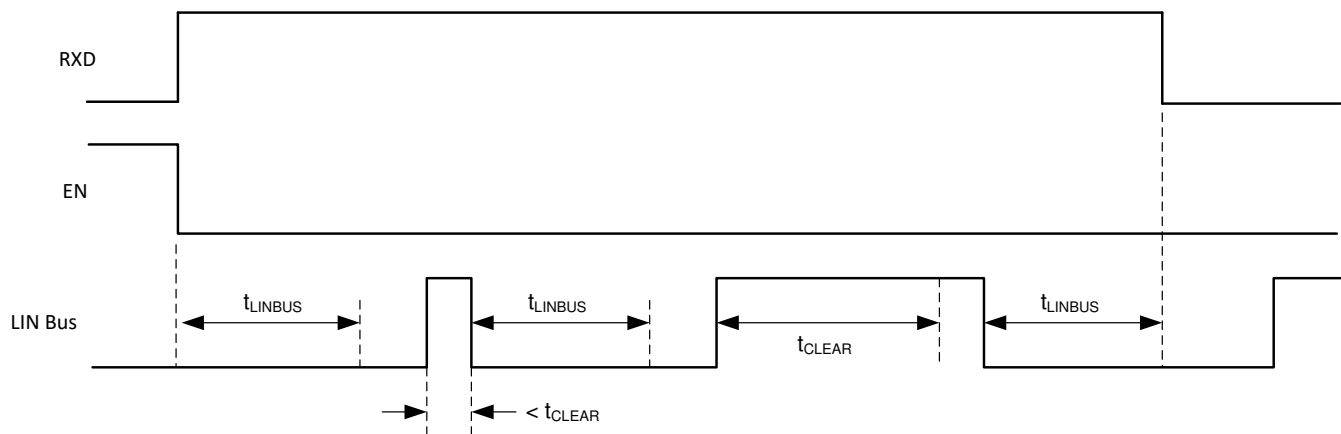 RXD
EN
LIN Bus
tLINBUS
tLINBUS
tCLEAR
tLINBUS
< tCLEAR